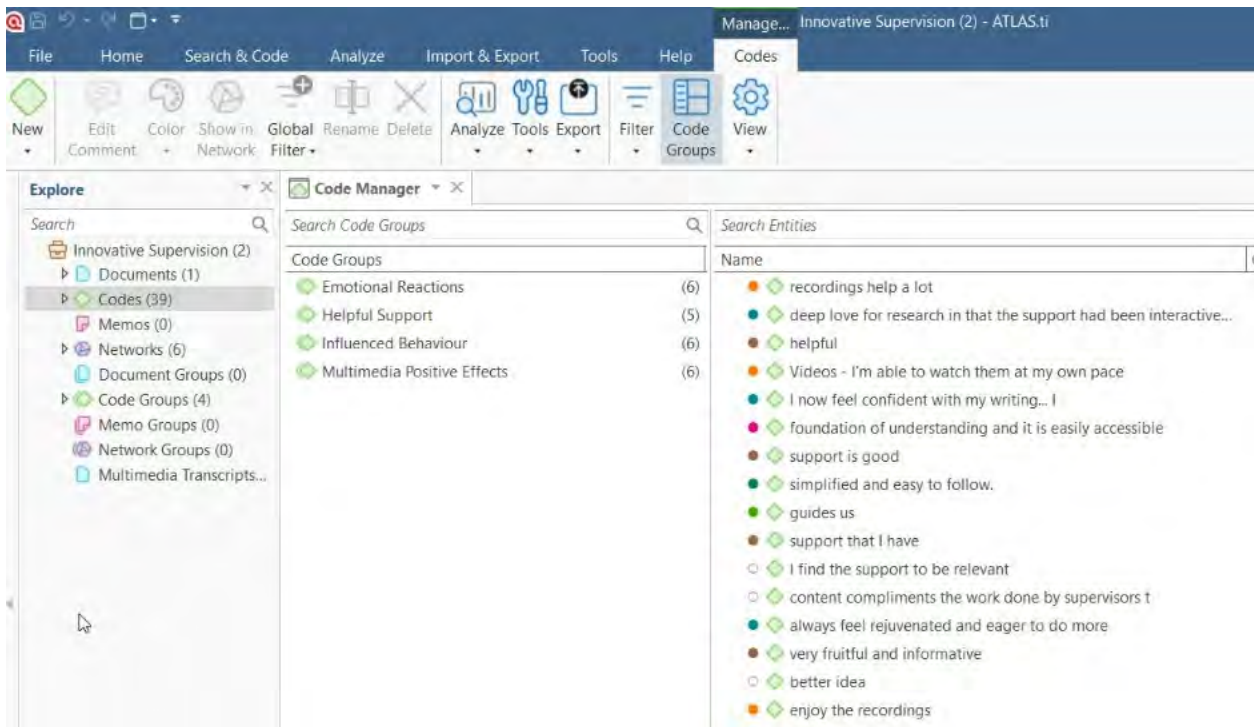 Manage... Innovative Supervision (2) - ATLAS.ti
File Home Search & Code Analyze Import & Export Tools Help Codes
New Edit Comment Color Show in Network Global Filter Rename Delete Analyze Tools Export Filter Code Groups View
Explore
Search
Innovative Supervision (2)
Documents (1)
Codes (39)
Memos (0)
Networks (6)
Document Groups (0)
Code Groups (4)
Memo Groups (0)
Network Groups (0)
Multimedia Transcripts...
Code Manager
Search Code Groups
Code Groups
Emotional Reactions (6)
Helpful Support (5)
Influenced Behaviour (6)
Multimedia Positive Effects (6)
Search Entities
Name
recordings help a lot
deep love for research in that the support had been interactive...
helpful
Videos - I'm able to watch them at my own pace
I now feel confident with my writing... I
foundation of understanding and it is easily accessible
support is good
simplified and easy to follow.
guides us
support that I have
I find the support to be relevant
content compliments the work done by supervisors t
always feel rejuvenated and eager to do more
very fruitful and informative
better idea
enjoy the recordings